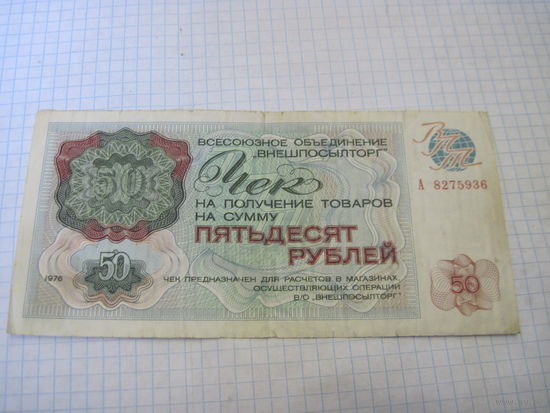 ВСЕСОЮЗНОЕ ОБЪЕДИНЕНИЕ
„ВНЕШПОСЫЛТОРГ"
Чек
НА ПОЛУЧЕНИЕ ТОВАРОВ
НА СУММУ
ПЯТЬДЕСЯТ
РУБЛЕЙ
ВПТ
А 8275936
50
50
1976
ЧЕК ПРЕДНАЗНАЧЕН ДЛЯ РАСЧЕТОВ В МАГАЗИНАХ,
ОСУЩЕСТВЛЯЮЩИХ ОПЕРАЦИИ
В/О „ВНЕШПОСЫЛТОРГ"
50